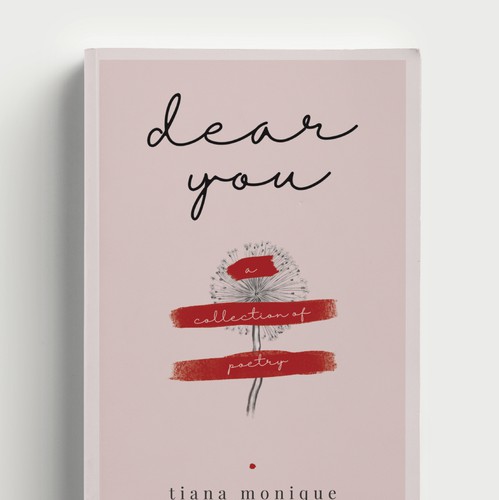 dear
you
a
collection of
poetry
tiana monique